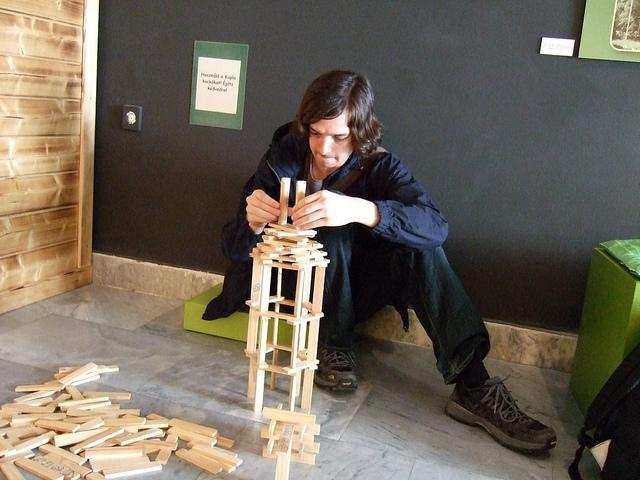 Használd a Kapla
kockákat! Építs
kedvedre!